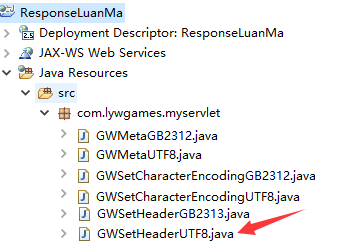 ResponseLuanMa
Deployment Descriptor: ResponseLuanMa
JAX-WS Web Services
Java Resources
src
com.lywgames.myservlet
GWMetaGB2312.java
GWMetaUTF8.java
GWSetCharacterEncodingGB2312.java
GWSetCharacterEncodingUTF8.java
GWSetHeaderGB2313.java
GWSetHeaderUTF8.java